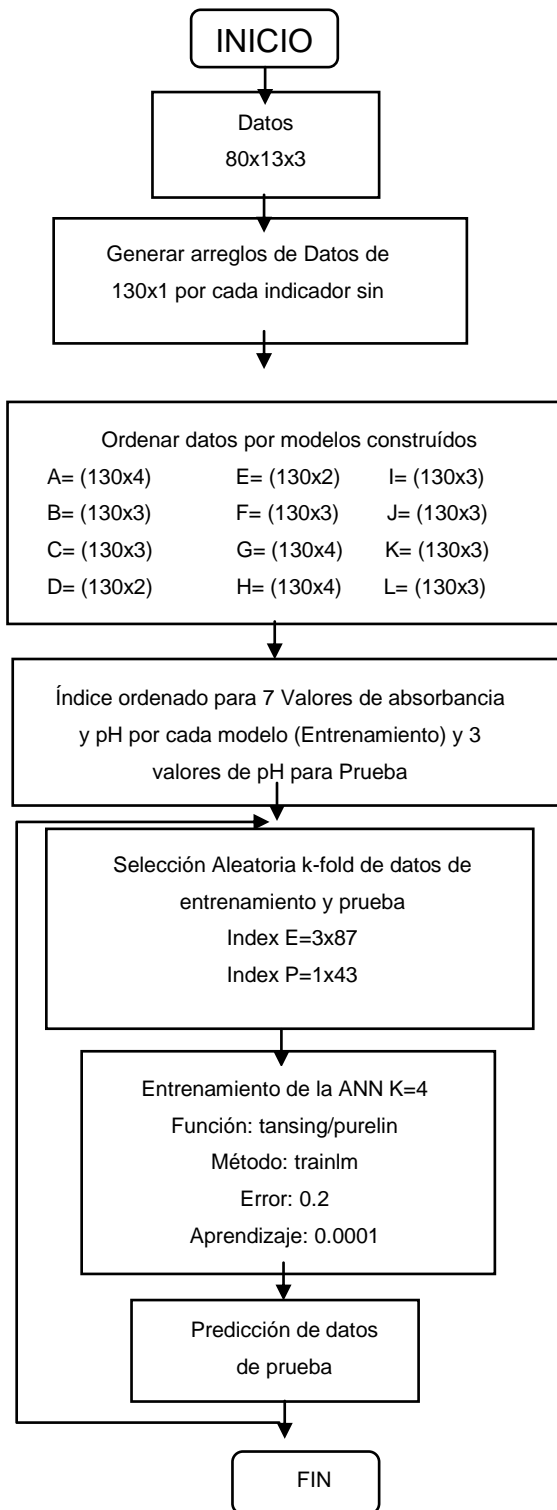 INICIO
Datos
80x13x3
Generar arreglos de Datos de
130x1 por cada indicador sin
Ordenar datos por modelos construídos
A= (130x4) E= (130x2) I= (130x3)
B= (130x3) F= (130x3) J= (130x3)
C= (130x3) G= (130x4) K= (130x3)
D= (130x2) H= (130x4) L= (130x3)
Índice ordenado para 7 Valores de absorbancia
y pH por cada modelo (Entrenamiento) y 3
valores de pH para Prueba
Selección Aleatoria k-fold de datos de
entrenamiento y prueba
Index E=3x87
Index P=1x43
Entrenamiento de la ANN K=4
Función: tansing/purelin
Método: trainlm
Error: 0.2
Aprendizaje: 0.0001
Predicción de datos
de prueba
FIN